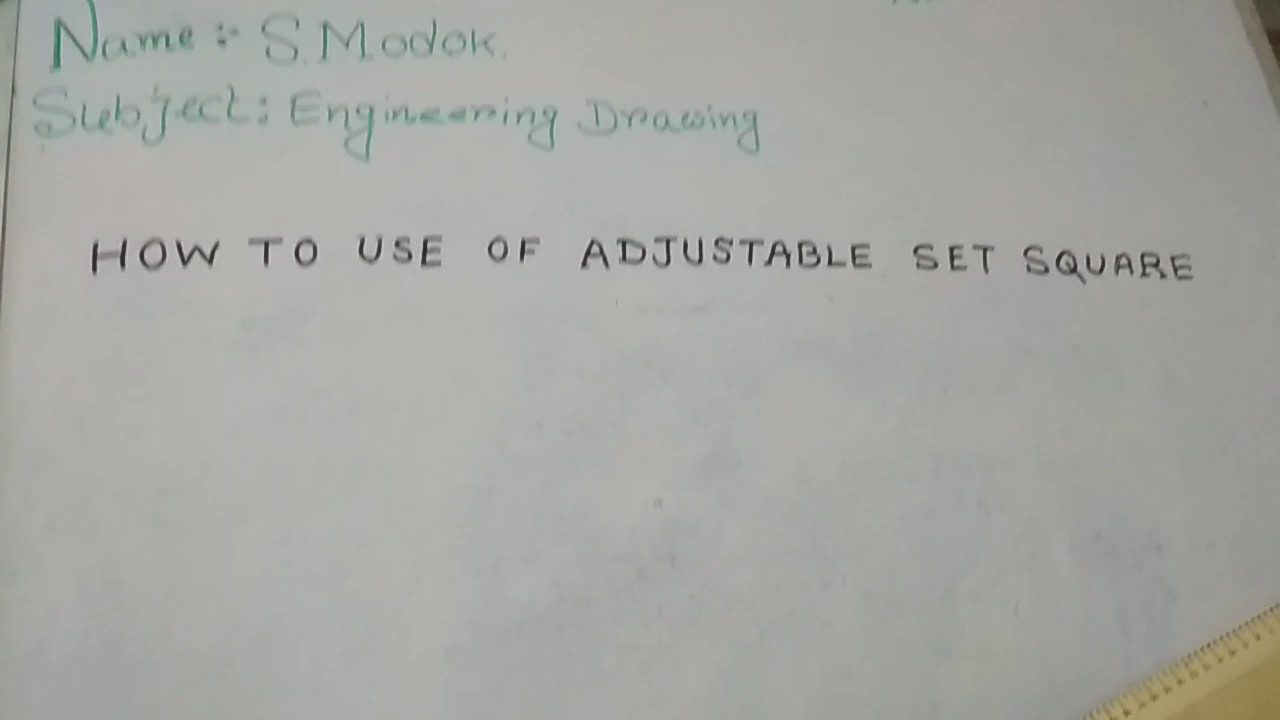 Name :- S. Modok.
Subject: Engineering Drawing
HOW TO USE OF ADJUSTABLE SET SQUARE